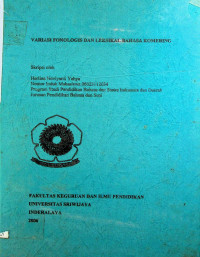 VARIASI FONOLOGIS DAN LEKSIKAL BAHASA KOMERING
Skripsi oleh
Nomor Induk Mahasiswa
Program Studi Pendidikan Bahasa dan Sastra Indonesia dan Daerah
Jurusan Pendidikan Bahasa dan Seni
FAKULTAS KEGURUAN DAN ILMU PENDIDIKAN
UNIVERSITAS SRIWIJAYA
INDERALAYA